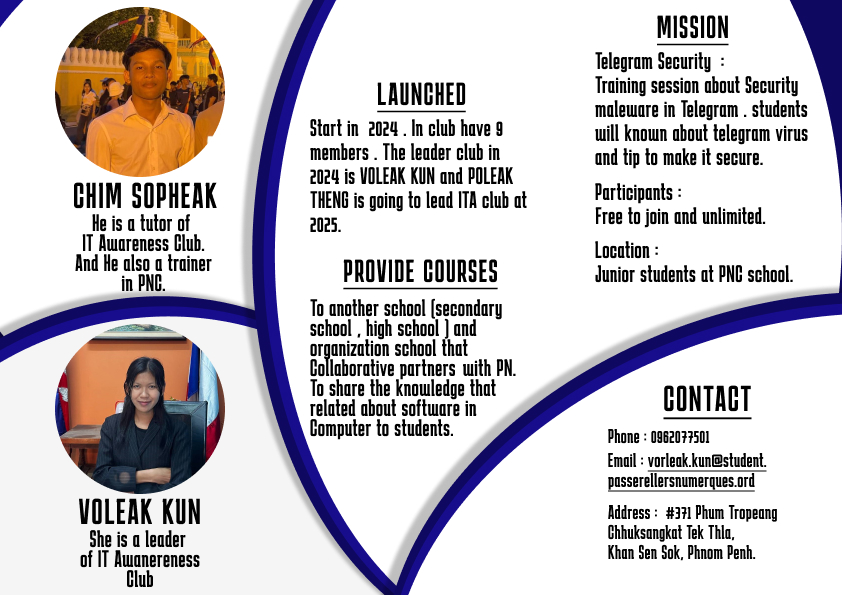 CHIM SOPHEAK
He is a tutor of
IT Awareness Club.
And He also a trainer
in PNC.
VOLEAK KUN
She is a leader
of IT Awanereness
Club
LAUNCHED
Start in 2024 . In club have 9
members . The leader club in
2024 is VOLEAK KUN and POLEAK
THENG is going to lead ITA club at
2025.
PROVIDE COURSES
To another school (secondary
school , high school ) and
organization school that
Collaborative partners with PN.
To share the knowledge that
related about software in
Computer to students.
MISSION
Telegram Security :
Training session about Security
maleware in Telegram . students
will known about telegram virus
and tip to make it secure.
Participants :
Free to join and unlimited.
Location :
Junior students at PNC school.
CONTACT
Phone : 0962077501
Email : vorleak.kun@student.
passerellersnumerques.ord
Address : #371 Phum Tropeang
Chhuksangkat Tek Thla,
Khan Sen Sok, Phnom Penh.